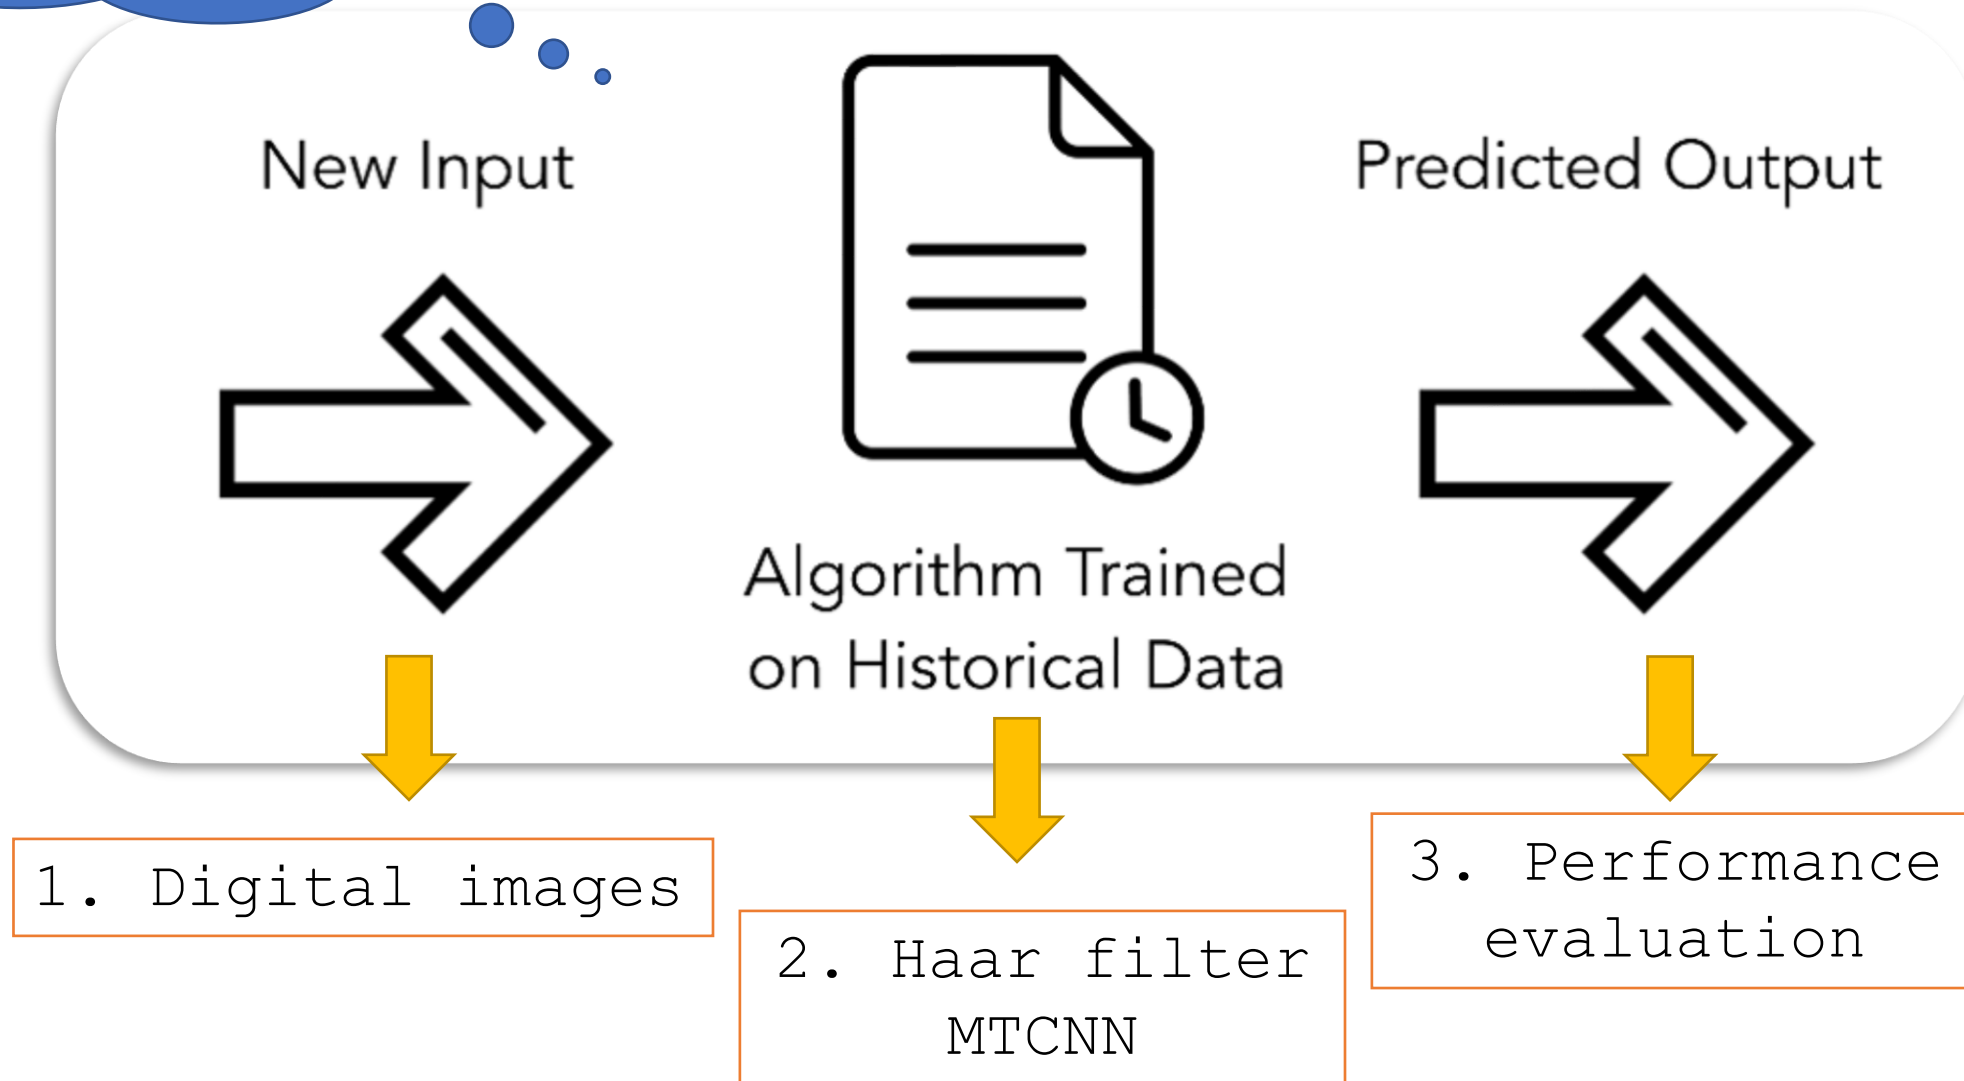 New Input
Predicted Output
Algorithm Trained
on Historical Data
1. Digital images
2. Haar filter
MTCNN
3. Performance
evaluation